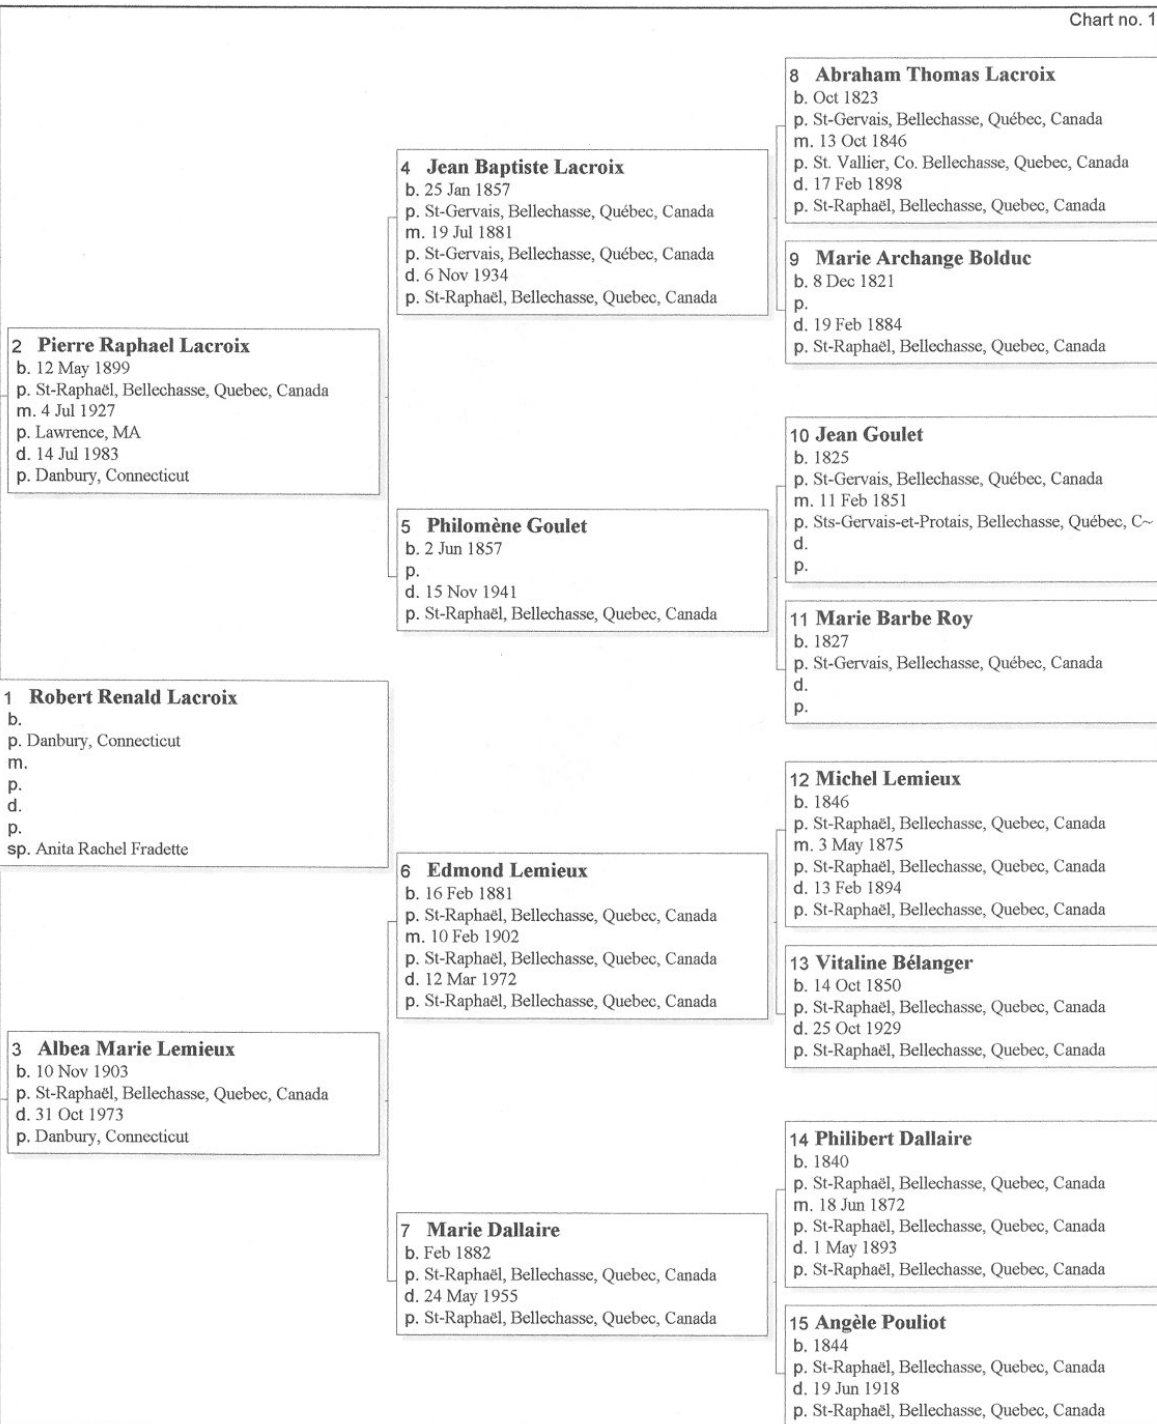 Chart no. 1
8 Abraham Thomas Lacroix
b. Oct 1823
p. St-Gervais, Bellechasse, Québec, Canada
m. 13 Oct 1846
p. St. Vallier, Co. Bellechasse, Quebec, Canada
d. 17 Feb 1898
p. St-Raphaël, Bellechasse, Quebec, Canada
4 Jean Baptiste Lacroix
b. 25 Jan 1857
p. St-Gervais, Bellechasse, Québec, Canada
m. 19 Jul 1881
p. St-Gervais, Bellechasse, Québec, Canada
d. 6 Nov 1934
p. St-Raphaël, Bellechasse, Quebec, Canada
9 Marie Archange Bolduc
b. 8 Dec 1821
p.
d. 19 Feb 1884
p. St-Raphaël, Bellechasse, Quebec, Canada
2 Pierre Raphael Lacroix
b. 12 May 1899
p. St-Raphaël, Bellechasse, Quebec, Canada
m. 4 Jul 1927
p. Lawrence, MA
d. 14 Jul 1983
p. Danbury, Connecticut
10 Jean Goulet
b. 1825
p. St-Gervais, Bellechasse, Québec, Canada
m. 11 Feb 1851
p. Sts-Gervais-et-Protais, Bellechasse, Québec, C~
d.
p.
5 Philomène Goulet
b. 2 Jun 1857
p.
d. 15 Nov 1941
p. St-Raphaël, Bellechasse, Quebec, Canada
11 Marie Barbe Roy
b. 1827
p. St-Gervais, Bellechasse, Québec, Canada
d.
p.
1 Robert Renald Lacroix
b.
p. Danbury, Connecticut
m.
p.
d.
p.
sp. Anita Rachel Fradette
12 Michel Lemieux
b. 1846
p. St-Raphaël, Bellechasse, Quebec, Canada
m. 3 May 1875
p. St-Raphaël, Bellechasse, Quebec, Canada
d. 13 Feb 1894
p. St-Raphaël, Bellechasse, Quebec, Canada
6 Edmond Lemieux
b. 16 Feb 1881
p. St-Raphaël, Bellechasse, Quebec, Canada
m. 10 Feb 1902
p. St-Raphaël, Bellechasse, Quebec, Canada
d. 12 Mar 1972
p. St-Raphaël, Bellechasse, Quebec, Canada
13 Vitaline Bélanger
b. 14 Oct 1850
p. St-Raphaël, Bellechasse, Quebec, Canada
d. 25 Oct 1929
p. St-Raphaël, Bellechasse, Quebec, Canada
3 Albea Marie Lemieux
b. 10 Nov 1903
p. St-Raphaël, Bellechasse, Quebec, Canada
d. 31 Oct 1973
p. Danbury, Connecticut
14 Philibert Dallaire
b. 1840
p. St-Raphaël, Bellechasse, Quebec, Canada
m. 18 Jun 1872
p. St-Raphaël, Bellechasse, Quebec, Canada
d. 1 May 1893
p. St-Raphaël, Bellechasse, Quebec, Canada
7 Marie Dallaire
b. Feb 1882
p. St-Raphaël, Bellechasse, Quebec, Canada
d. 24 May 1955
p. St-Raphaël, Bellechasse, Quebec, Canada
15 Angèle Pouliot
b. 1844
p. St-Raphaël, Bellechasse, Quebec, Canada
d. 19 Jun 1918
p. St-Raphaël, Bellechasse, Quebec, Canada